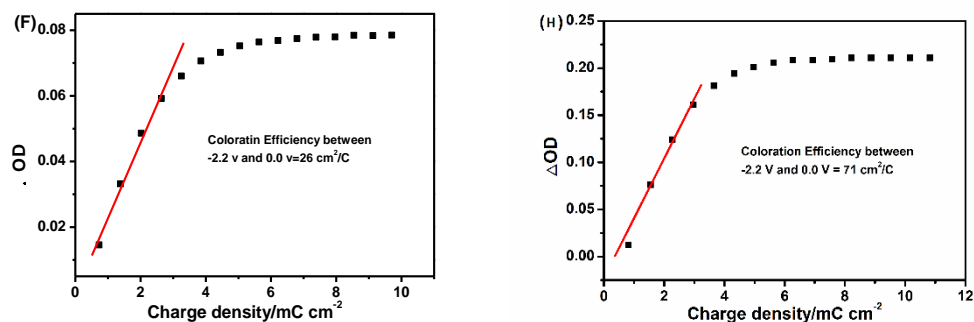 (F)
0.08
0.06
0.04
0.02
Coloratin Efficiency between
-2.2 v and 0.0 v=26 cm²/C
OD
0 2 4 6 8 10
Charge density/mC cm⁻²
(H)
0.25
0.20
0.15
0.10
0.05
0.00
Coloration Efficiency between
-2.2 V and 0.0 V = 71 cm²/C
△OD
0 2 4 6 8 10 12
Charge density/mC cm⁻²